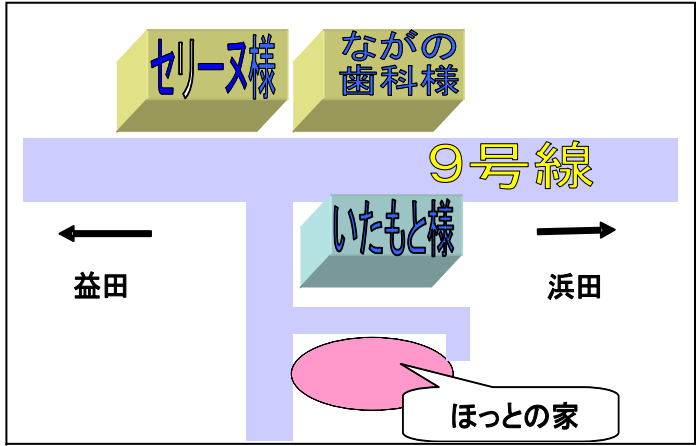 セリーヌ様
ながの
歯科様
９号線
いたもと様
益田
浜田
ほっとの家